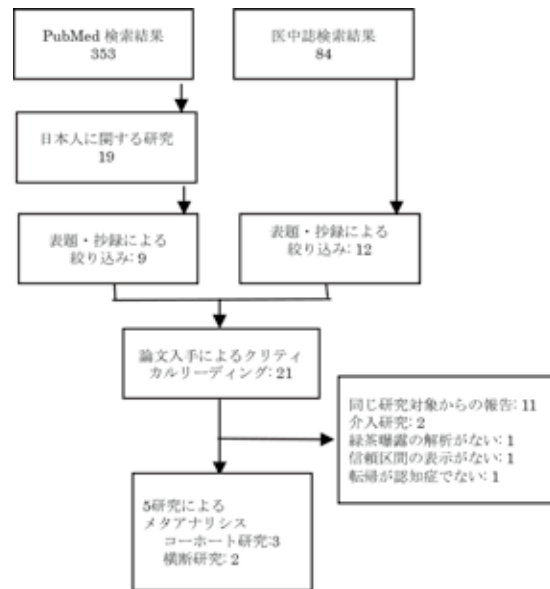 PubMed 検索結果
353
医中誌検索結果
84
日本人に関する研究
19
表題・抄録による
絞り込み: 9
表題・抄録による
絞り込み: 12
論文入手によるクリティ
カルリーディング: 21
同じ研究対象からの報告: 11
介入研究: 2
緑茶曝露の解析がない: 1
信頼区間の表示がない: 1
転帰が認知症でない: 1
5研究による
メタアナリシス
コーホート研究:3
横断研究: 2